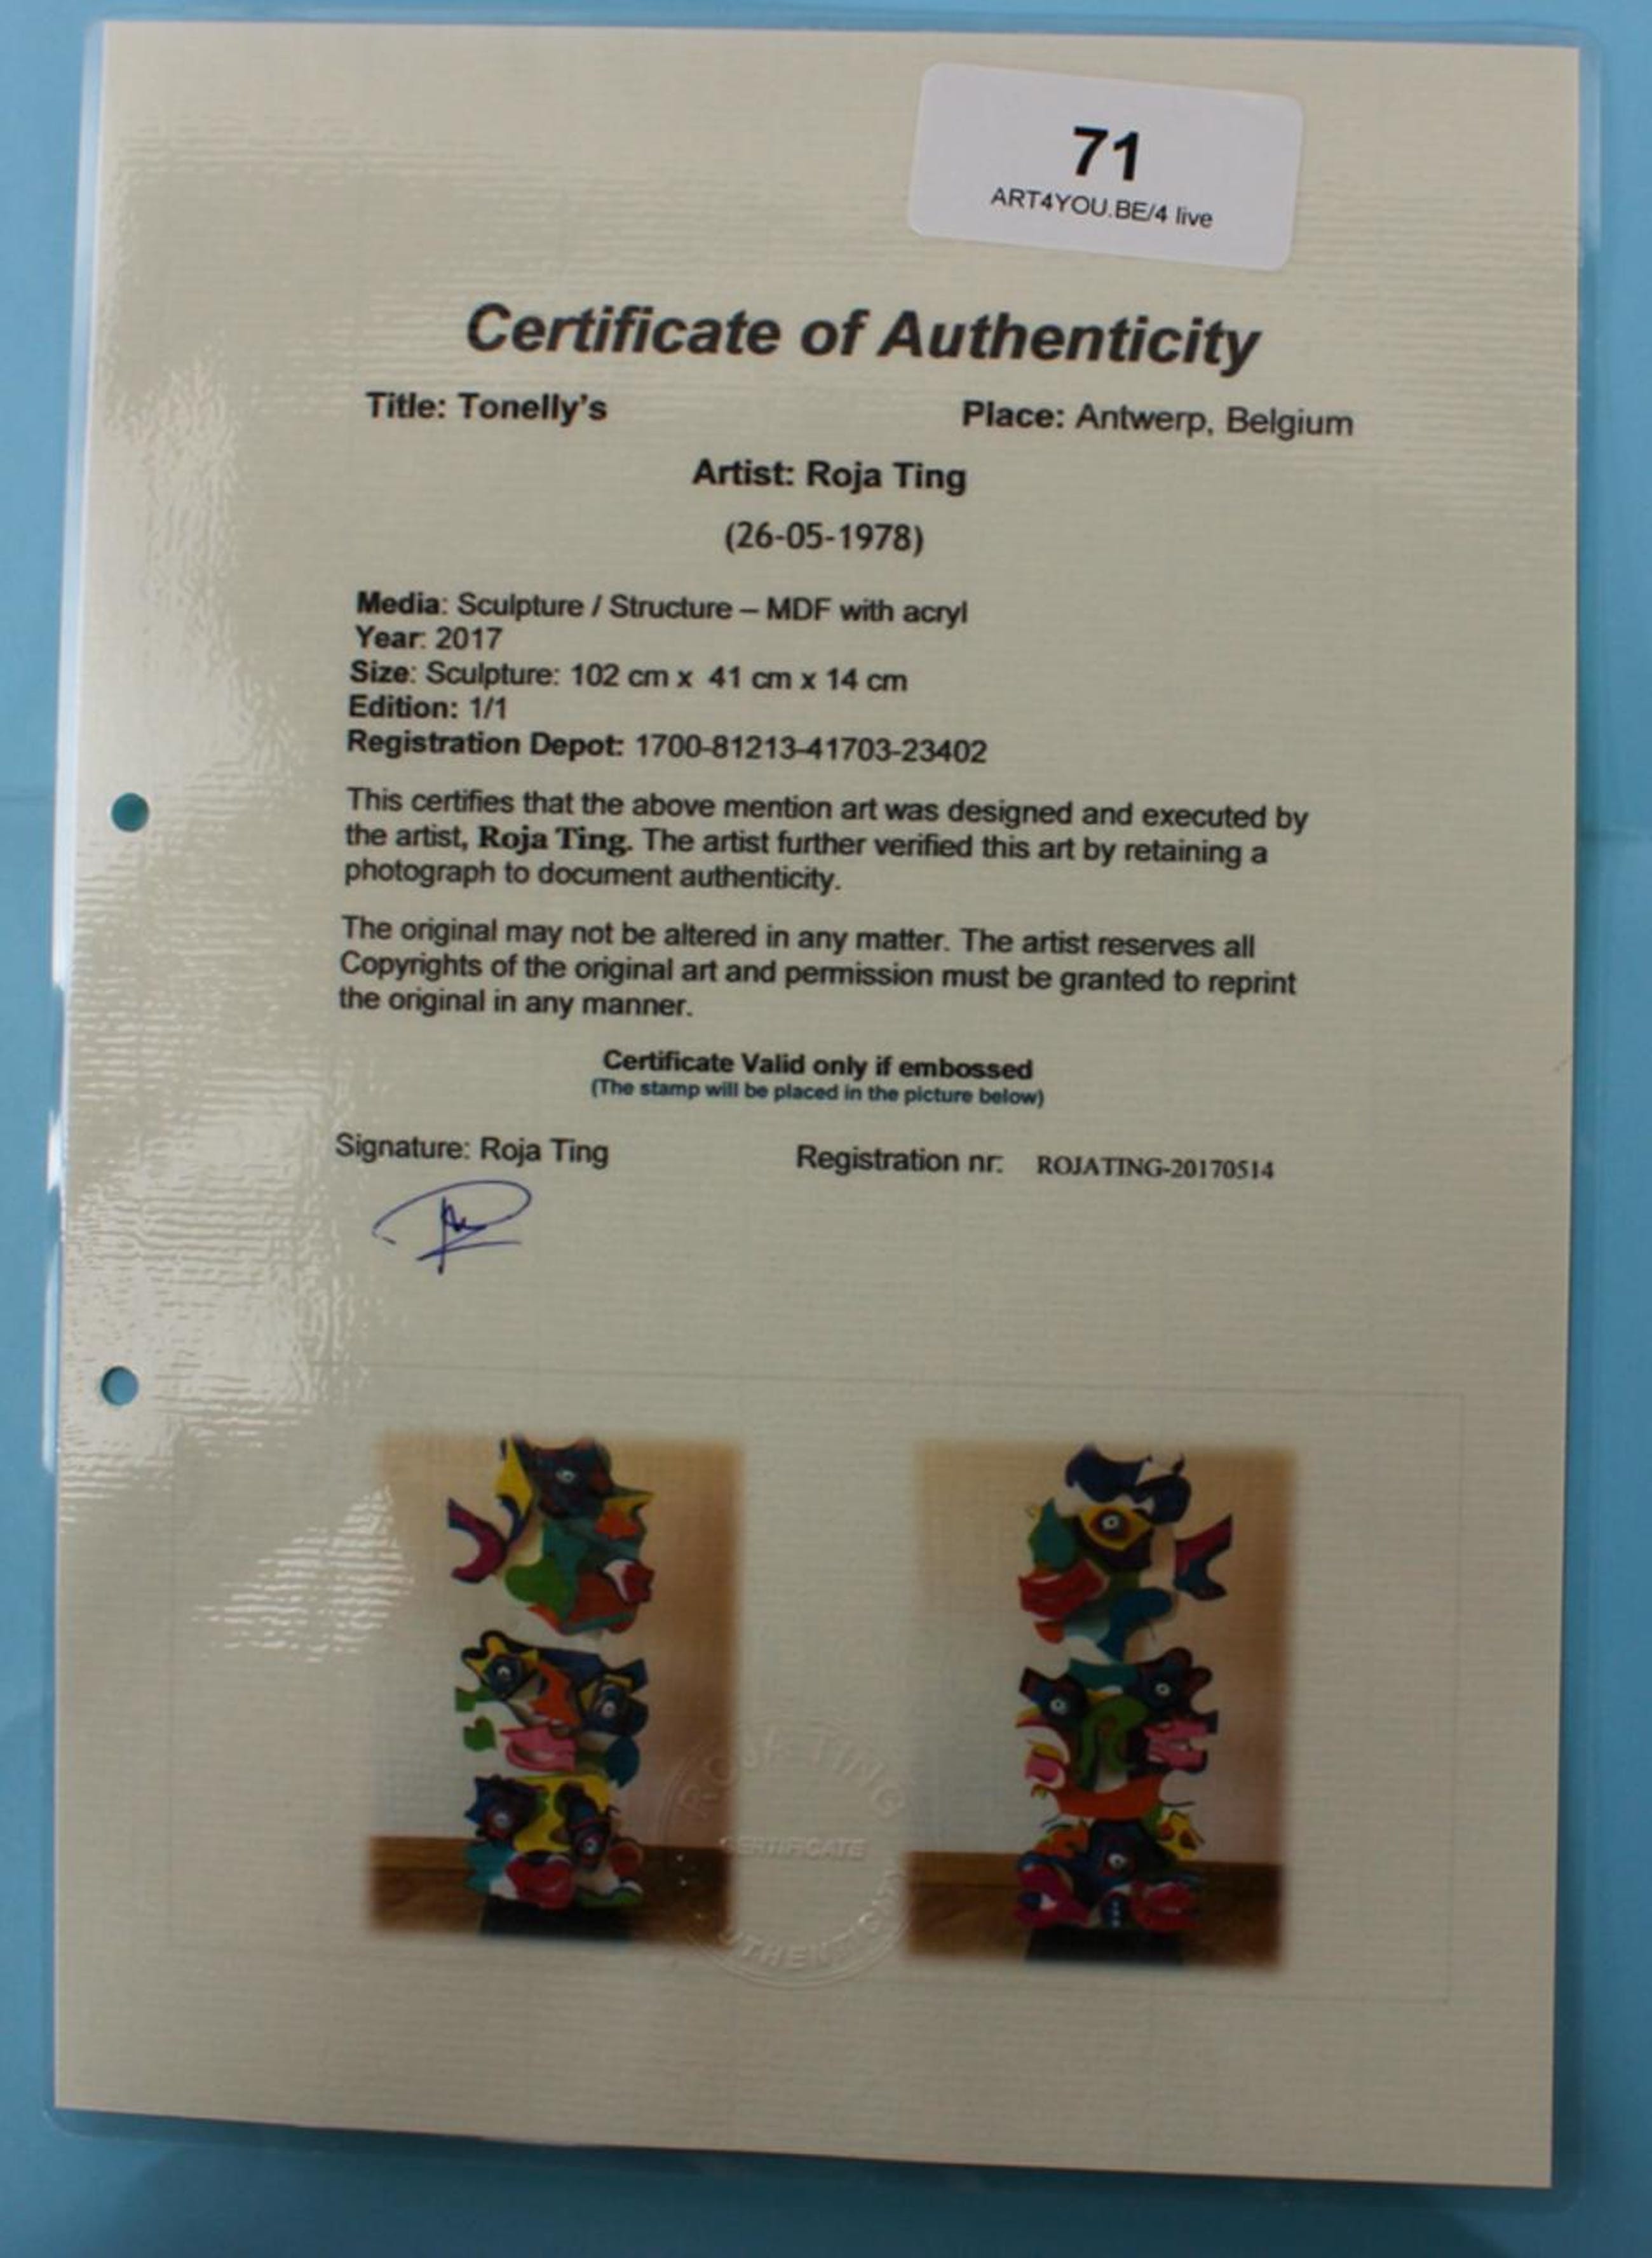 71
ART4YOU.BE/4 live
Certificate of Authenticity
Title: Tonelly's Place: Antwerp, Belgium
Artist: Roja Ting
(26-05-1978)
Media: Sculpture / Structure – MDF with acryl
Year: 2017
Size: Sculpture: 102 cm x 41 cm x 14 cm
Edition: 1/1
Registration Depot: 1700-81213-41703-23402
This certifies that the above mention art was designed and executed by
the artist, Roja Ting. The artist further verified this art by retaining a
photograph to document authenticity.
The original may not be altered in any matter. The artist reserves all
Copyrights of the original art and permission must be granted to reprint
the original in any manner.
Certificate Valid only if embossed
(The stamp will be placed in the picture below)
Signature: Roja Ting Registration nr: ROJATING-20170514
ROJA TING
CERTIFICATE
AUTHENTICITY